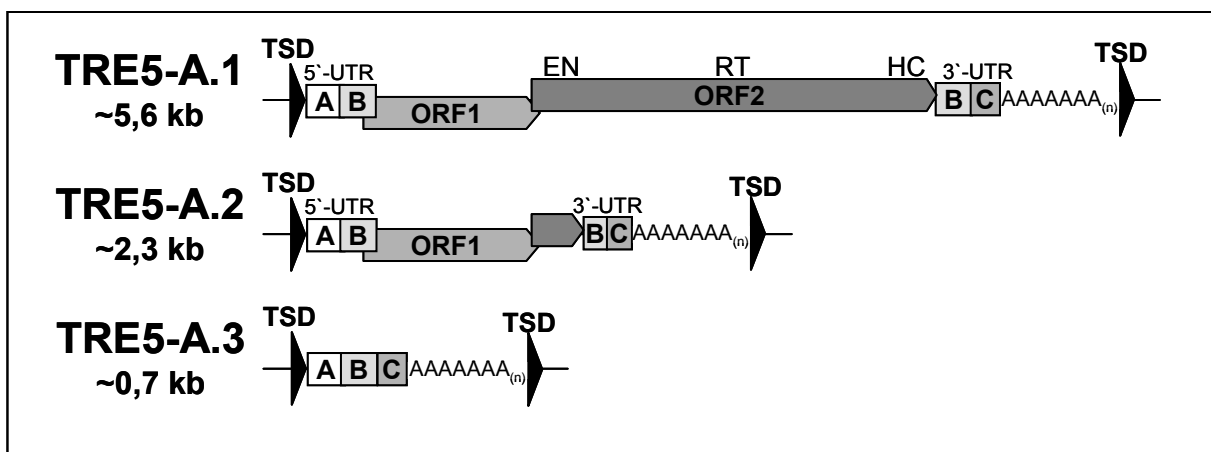 TSD TSD
TRE5-A.1 5`-UTR EN RT HC 3`-UTR
A B ORF1 ORF2 B C AAAAAAA(n)
~5,6 kb
TSD TSD
TRE5-A.2 5`-UTR 3`-UTR
A B ORF1 B C AAAAAAA(n)
~2,3 kb
TSD TSD
TRE5-A.3
A B C AAAAAAA(n)
~0,7 kb